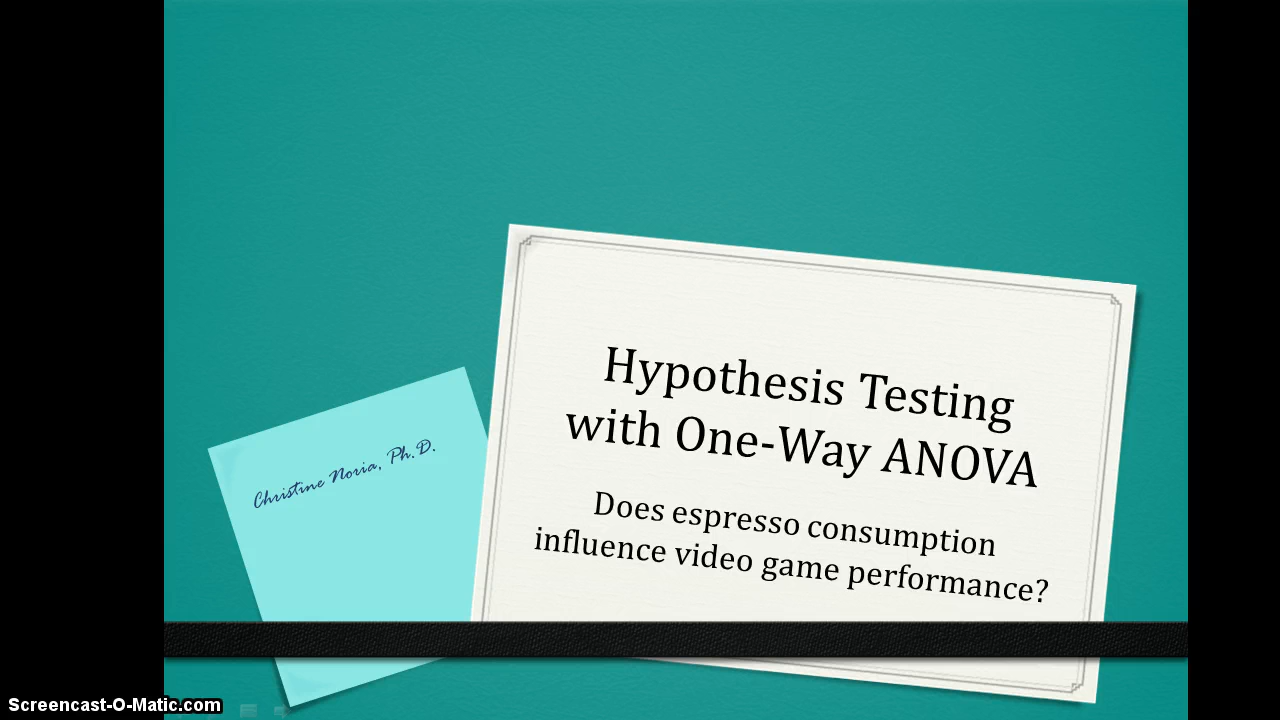 Hypothesis Testing
with One-Way ANOVA
Does espresso consumption
influence video game performance?
Christine Noria, Ph.D.
Screencast-O-Matic.com